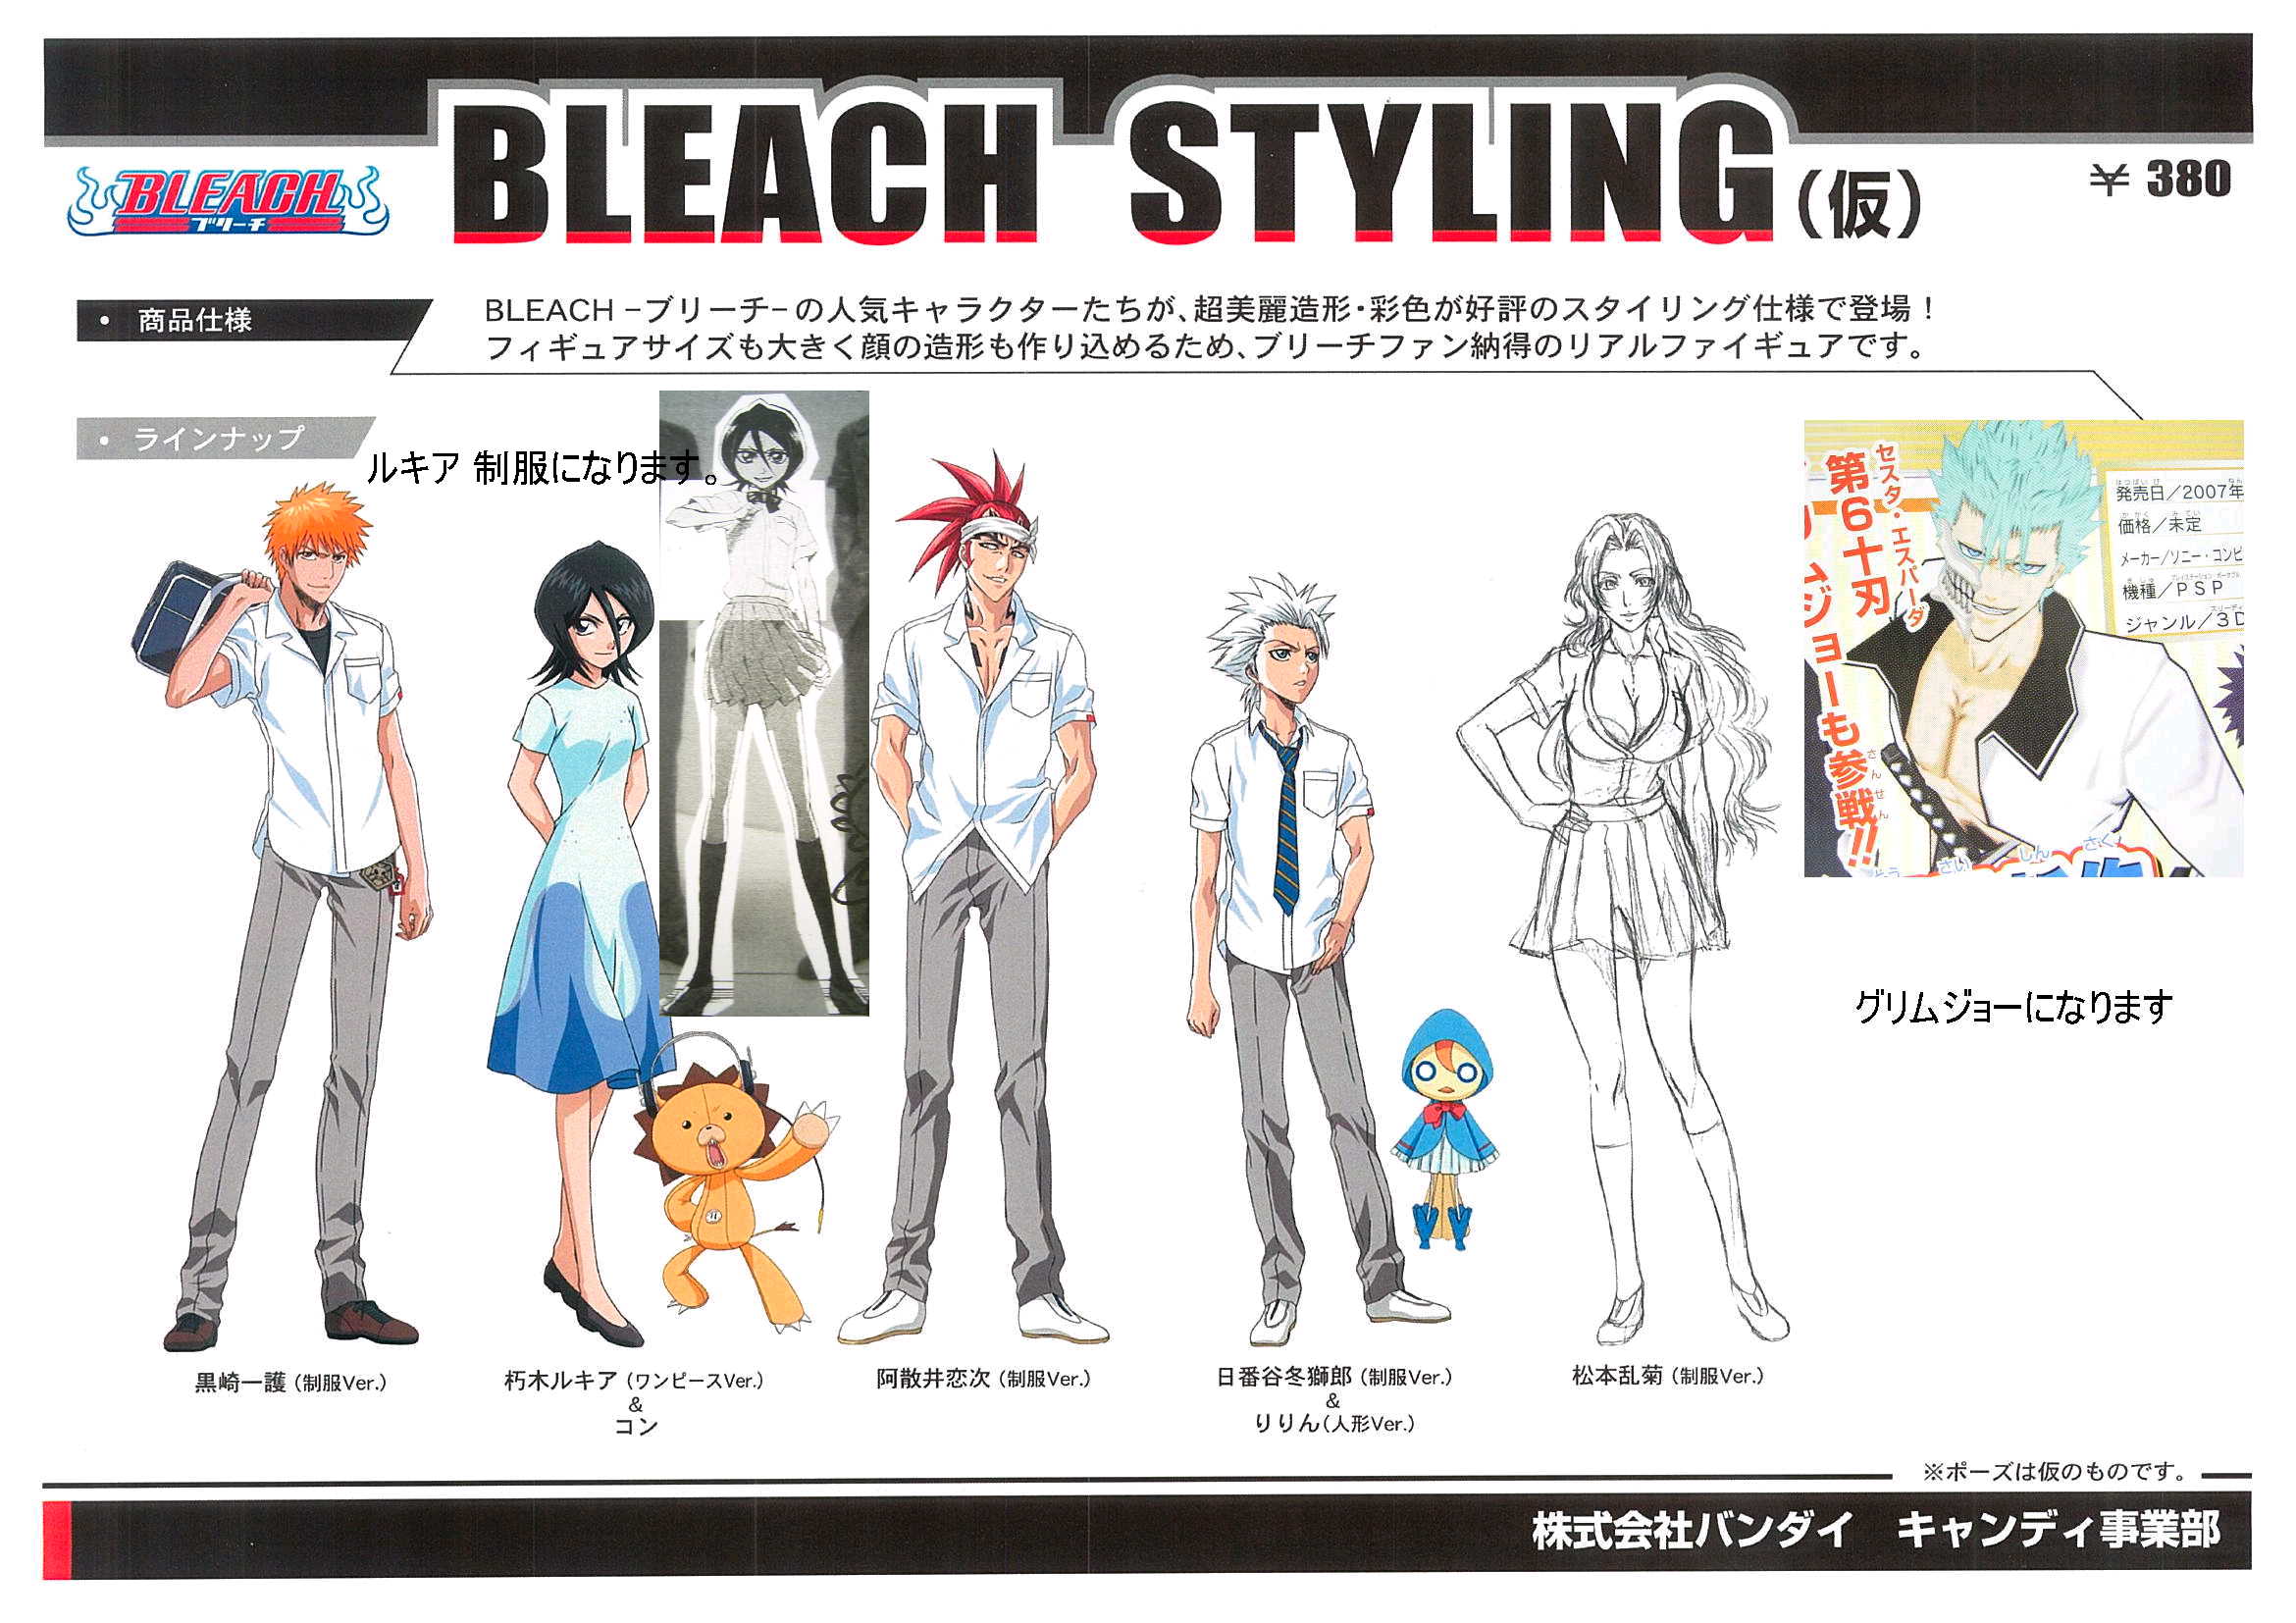 BLEACH
ブリーチ
BLEACH STYLING(仮)
¥380
・ 商品仕様
BLEACH－ブリーチ－の人気キャラクターたちが、超美麗造形・彩色が好評のスタイリング仕様で登場！
フィギュアサイズも大きく顔の造形も作り込めるため、ブリーチファン納得のリアルファイギュアです。
・ ラインナップ
ルキア 制服になります。
セスタ・エスパーダ
第6十刃
ムジョーも参戦!!
さんせん
発売日／2007年
価格／未定
メーカー／ソニー・コンピ
機種／PSP
ジャンル／3D
グリムジョーになります
黒崎一護（制服Ver.）
朽木ルキア（ワンピースVer.）
&
コン
阿散井恋次（制服Ver.）
日番谷冬獅郎（制服Ver.）
&
りりん（人形Ver.）
松本乱菊（制服Ver.）
※ポーズは仮のものです。
株式会社バンダイ　キャンディ事業部